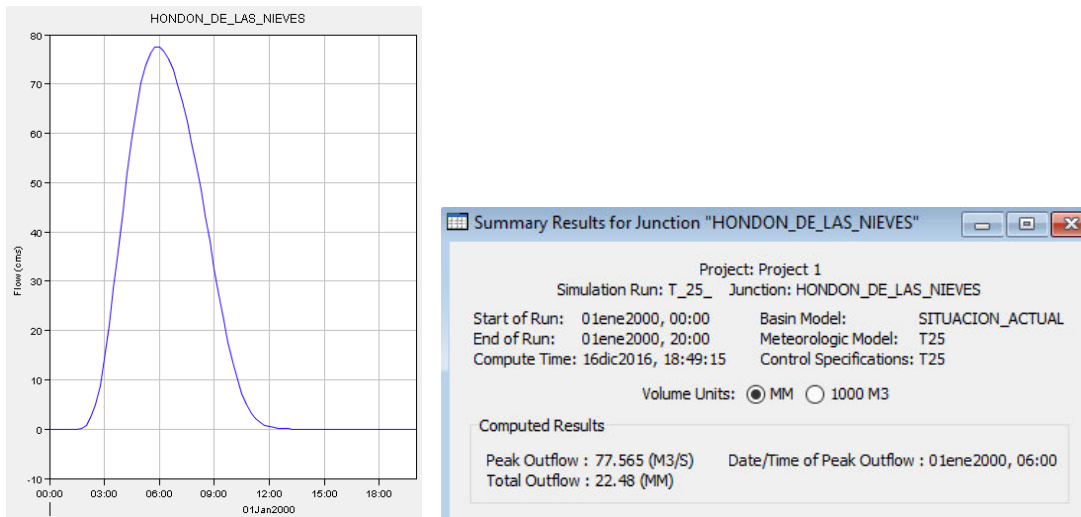 HONDON_DE_LAS_NIEVES
80
70
60
50
40
30
20
10
0
-10
Flow (cms)
00:00 03:00 06:00 09:00 12:00 15:00 18:00
01Jan2000
Summary Results for Junction "HONDON_DE_LAS_NIEVES"
Project: Project 1
Simulation Run: T_25_ Junction: HONDON_DE_LAS_NIEVES
Start of Run: 01ene2000, 00:00 Basin Model: SITUACION_ACTUAL
End of Run: 01ene2000, 20:00 Meteorologic Model: T25
Compute Time: 16dic2016, 18:49:15 Control Specifications: T25
Volume Units: MM 1000 M3
Computed Results
Peak Outflow : 77.565 (M3/S) Date/Time of Peak Outflow : 01ene2000, 06:00
Total Outflow : 22.48 (MM)